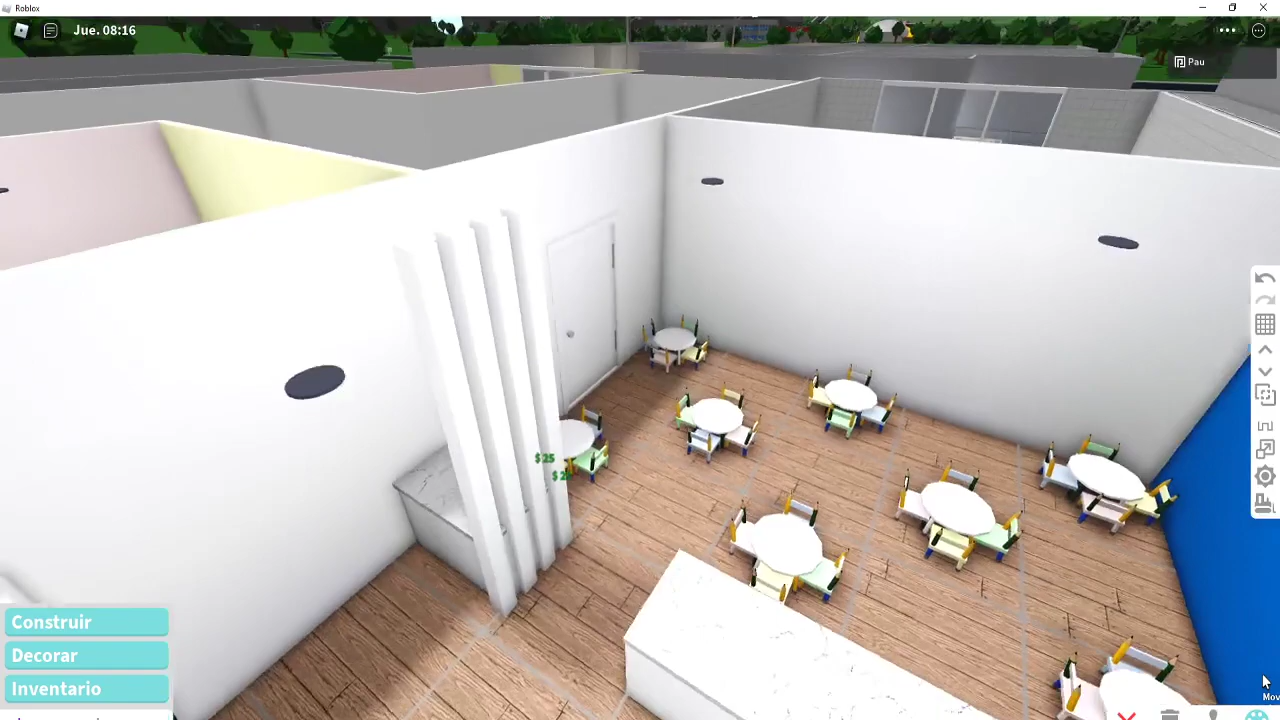 Roblox
Jue. 08:16
Pau
$25
Construir
Decorar
Inventario